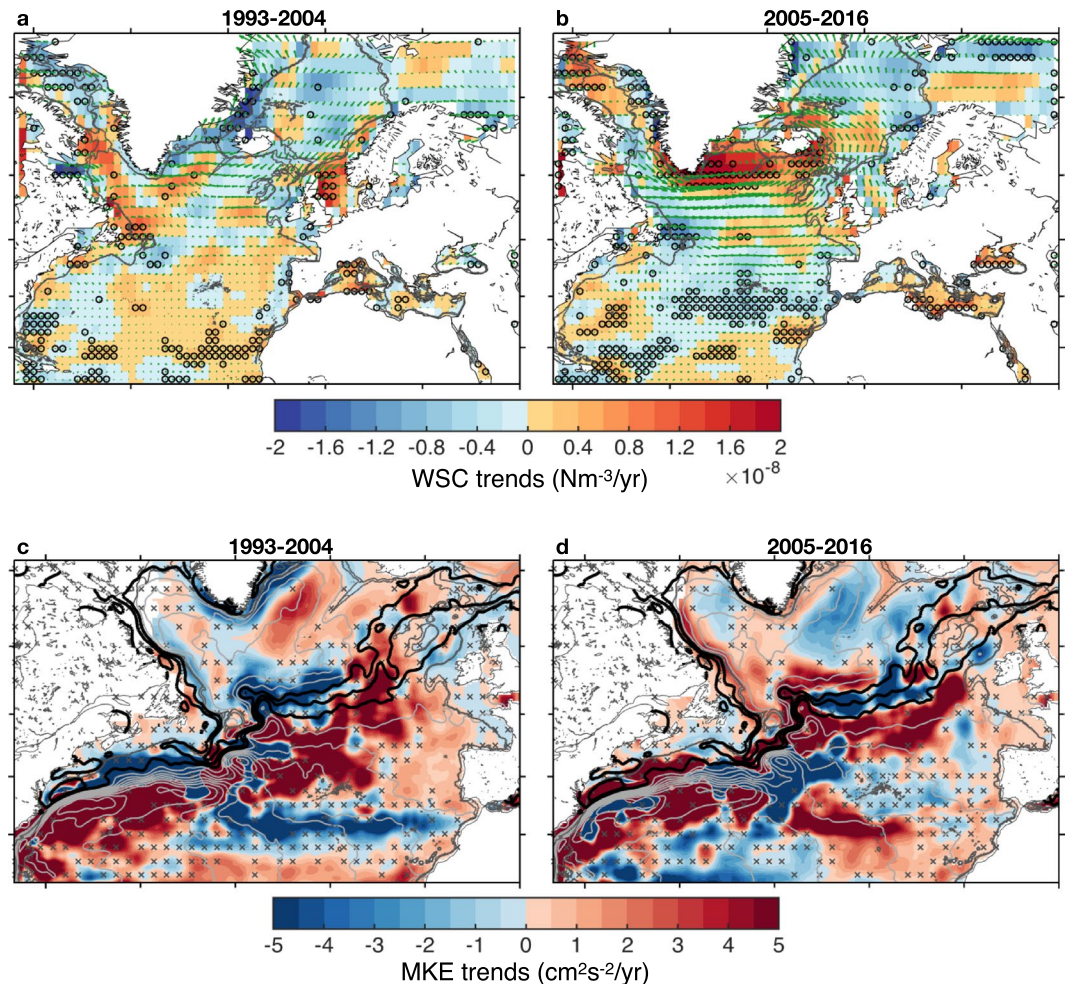 a 1993-2004
b 2005-2016
-2 -1.6 -1.2 -0.8 -0.4 0 0.4 0.8 1.2 1.6 2
×10⁻⁸
WSC trends (Nm⁻³/yr)
c 1993-2004
d 2005-2016
-5 -4 -3 -2 -1 0 1 2 3 4 5
MKE trends (cm²s⁻²/yr)